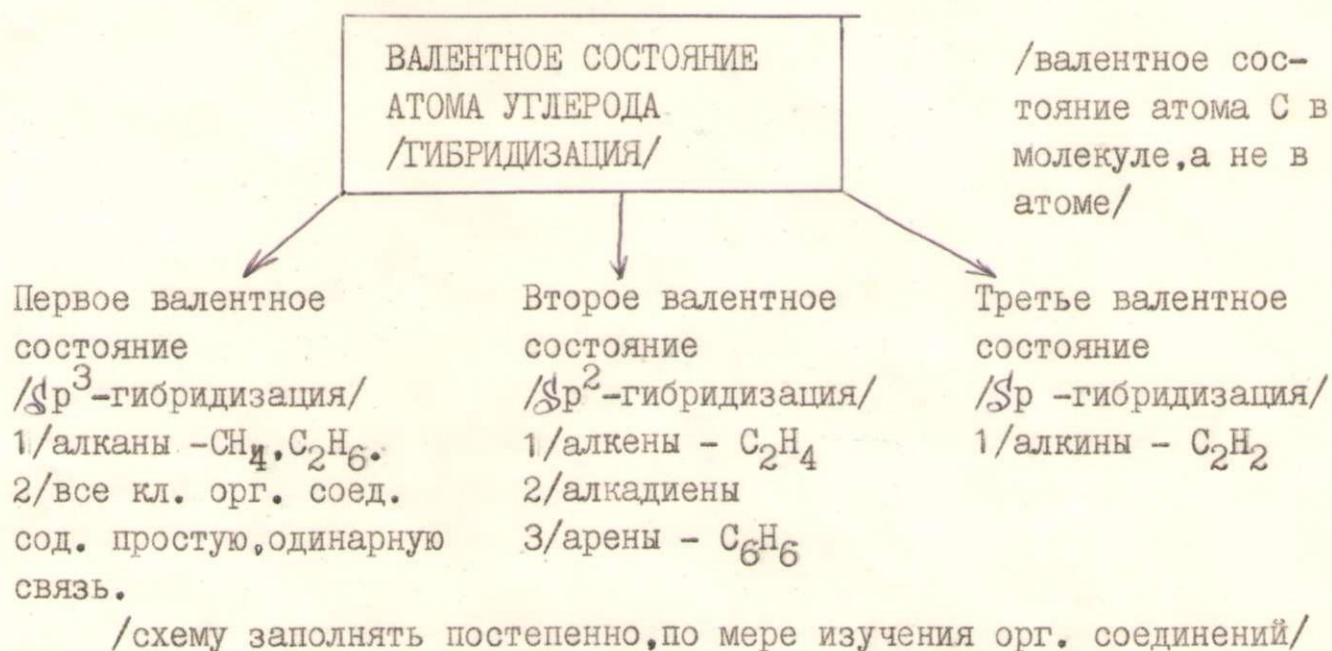 ВАЛЕНТНОЕ СОСТОЯНИЕ
АТОМА УГЛЕРОДА
/ГИБРИДИЗАЦИЯ/
/валентное сос-
тояние атома С в
молекуле,а не в
атоме/
Первое валентное
состояние
/Sp³-гибридизация/
1/алканы -CH₄,C₂H₆.
2/все кл. орг. соед.
сод. простую,одинарную
связь.
Второе валентное
состояние
/Sp²-гибридизация/
1/алкены - C₂H₄
2/алкадиены
3/арены - C₆H₆
Третье валентное
состояние
/Sp -гибридизация/
1/алкины - C₂H₂
/схему заполнять постепенно,по мере изучения орг. соединений/